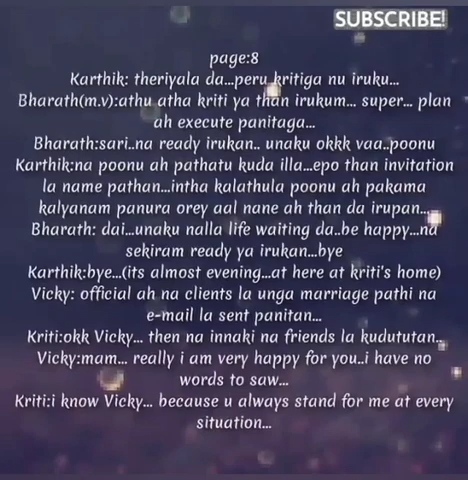 SUBSCRIBE!
page:8
Karthik: theriyala da...peru kritiga nu iruku...
Bharath(m.v):athu atha kriti ya than irukum... super... plan
ah execute panitaga...
Bharath:sari..na ready irukan.. unaku okkk vaa..poonu
Karthik:na poonu ah pathatu kuda illa...epo than invitation
la name pathan...intha kalathula poonu ah pakama
kalyanam panura orey aal nane ah than da irupan...
Bharath: dai...unaku nalla life waiting da..be happy...na
sekiram ready ya irukan...bye
Karthik:bye...(its almost evening...at here at kriti's home)
Vicky: official ah na clients la unga marriage pathi na
e-mail la sent panitan...
Kriti:okk Vicky... then na innaki na friends la kudututan..
Vicky:mam... really i am very happy for you..i have no
words to saw...
Kriti:i know Vicky... because u always stand for me at every
situation...